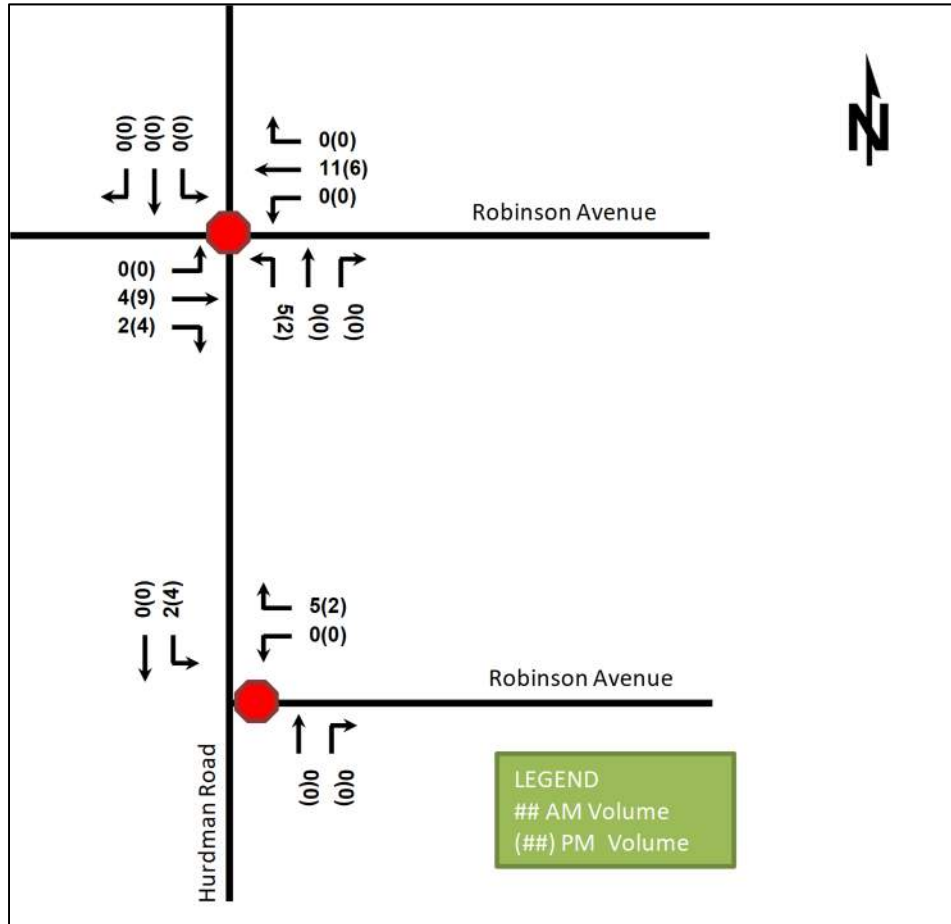 N
0(0)
0(0)
0(0)
0(0)
11(6)
0(0)
Robinson Avenue
0(0)
4(9)
2(4)
5(2)
0(0)
0(0)
0(0)
2(4)
5(2)
0(0)
Robinson Avenue
0(0)
0(0)
Hurdman Road
LEGEND
## AM Volume
(##) PM Volume